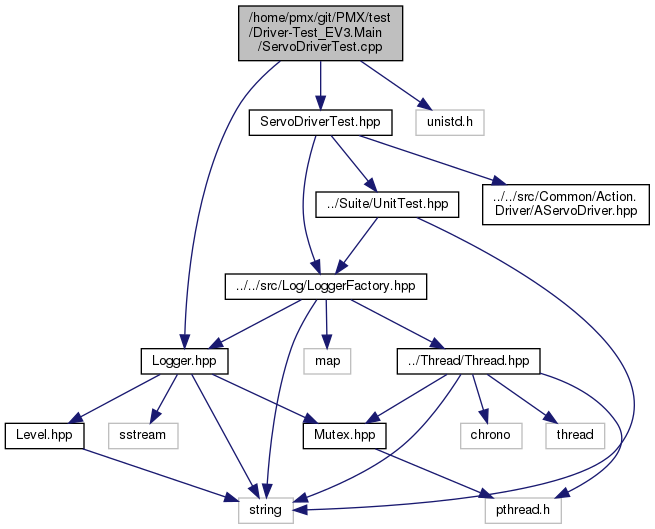 /home/pmx/git/PMX/test
/Driver-Test_EV3.Main
/ServoDriverTest.cpp
ServoDriverTest.hpp
unistd.h
../Suite/UnitTest.hpp
../../src/Common/Action.
Driver/AServoDriver.hpp
../../src/Log/LoggerFactory.hpp
Logger.hpp
map
../Thread/Thread.hpp
Level.hpp
sstream
Mutex.hpp
chrono
thread
string
pthread.h